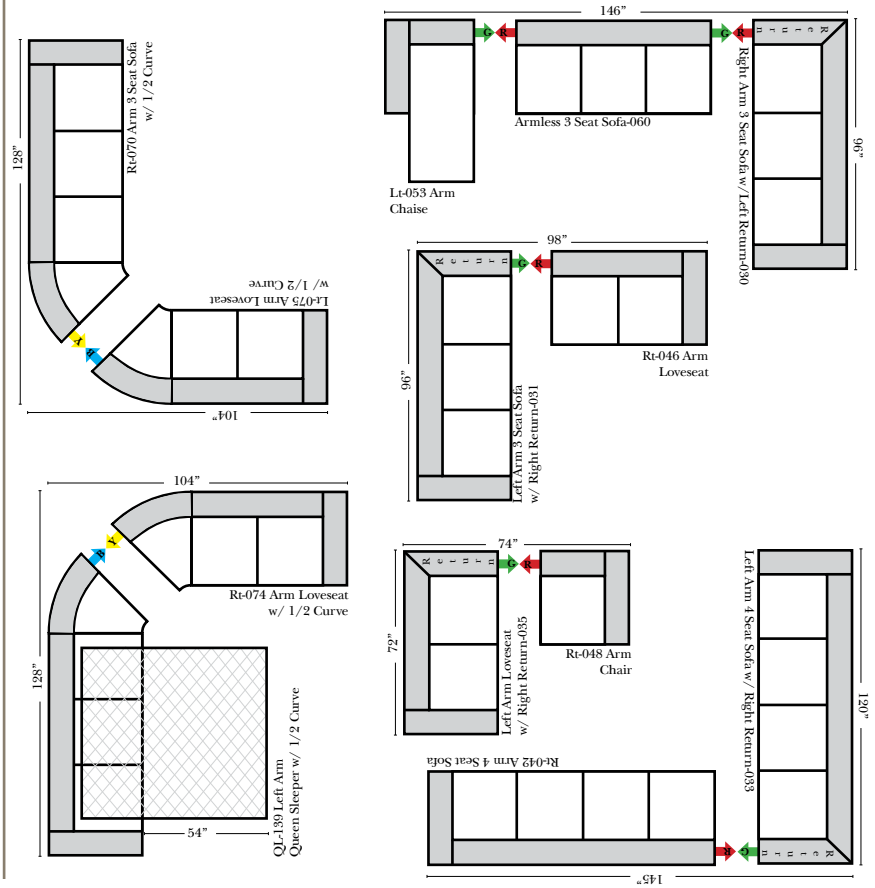 146”
G R
G R
Return
Rt-070 Arm 3 Seat Sofa
w/ 1/2 Curve
128”
Armless 3 Seat Sofa-060
Right Arm 3 Seat Sofa w/Left Return-030
96”
Lt-053 Arm
Chaise
98”
Return
G R
Lt-075 Arm Loveseat
w/ 1/2 Curve
Y
B
104”
Rt-046 Arm
Loveseat
96”
Left Arm 3 Seat Sofa
w/ Right Return-031
104”
B Y
Rt-074 Arm Loveseat
w/ 1/2 Curve
128”
QL-139 Left Arm
Queen Sleeper w/ 1/2 Curve
54”
74”
Return
G R
72”
Left Arm Loveseat
w/ Right Return-035
Rt-048 Arm
Chair
Left Arm 4 Seat Sofa w/ Right Return-033
120”
Rt-042 Arm 4 Seat Sofa
R G
Return
145”